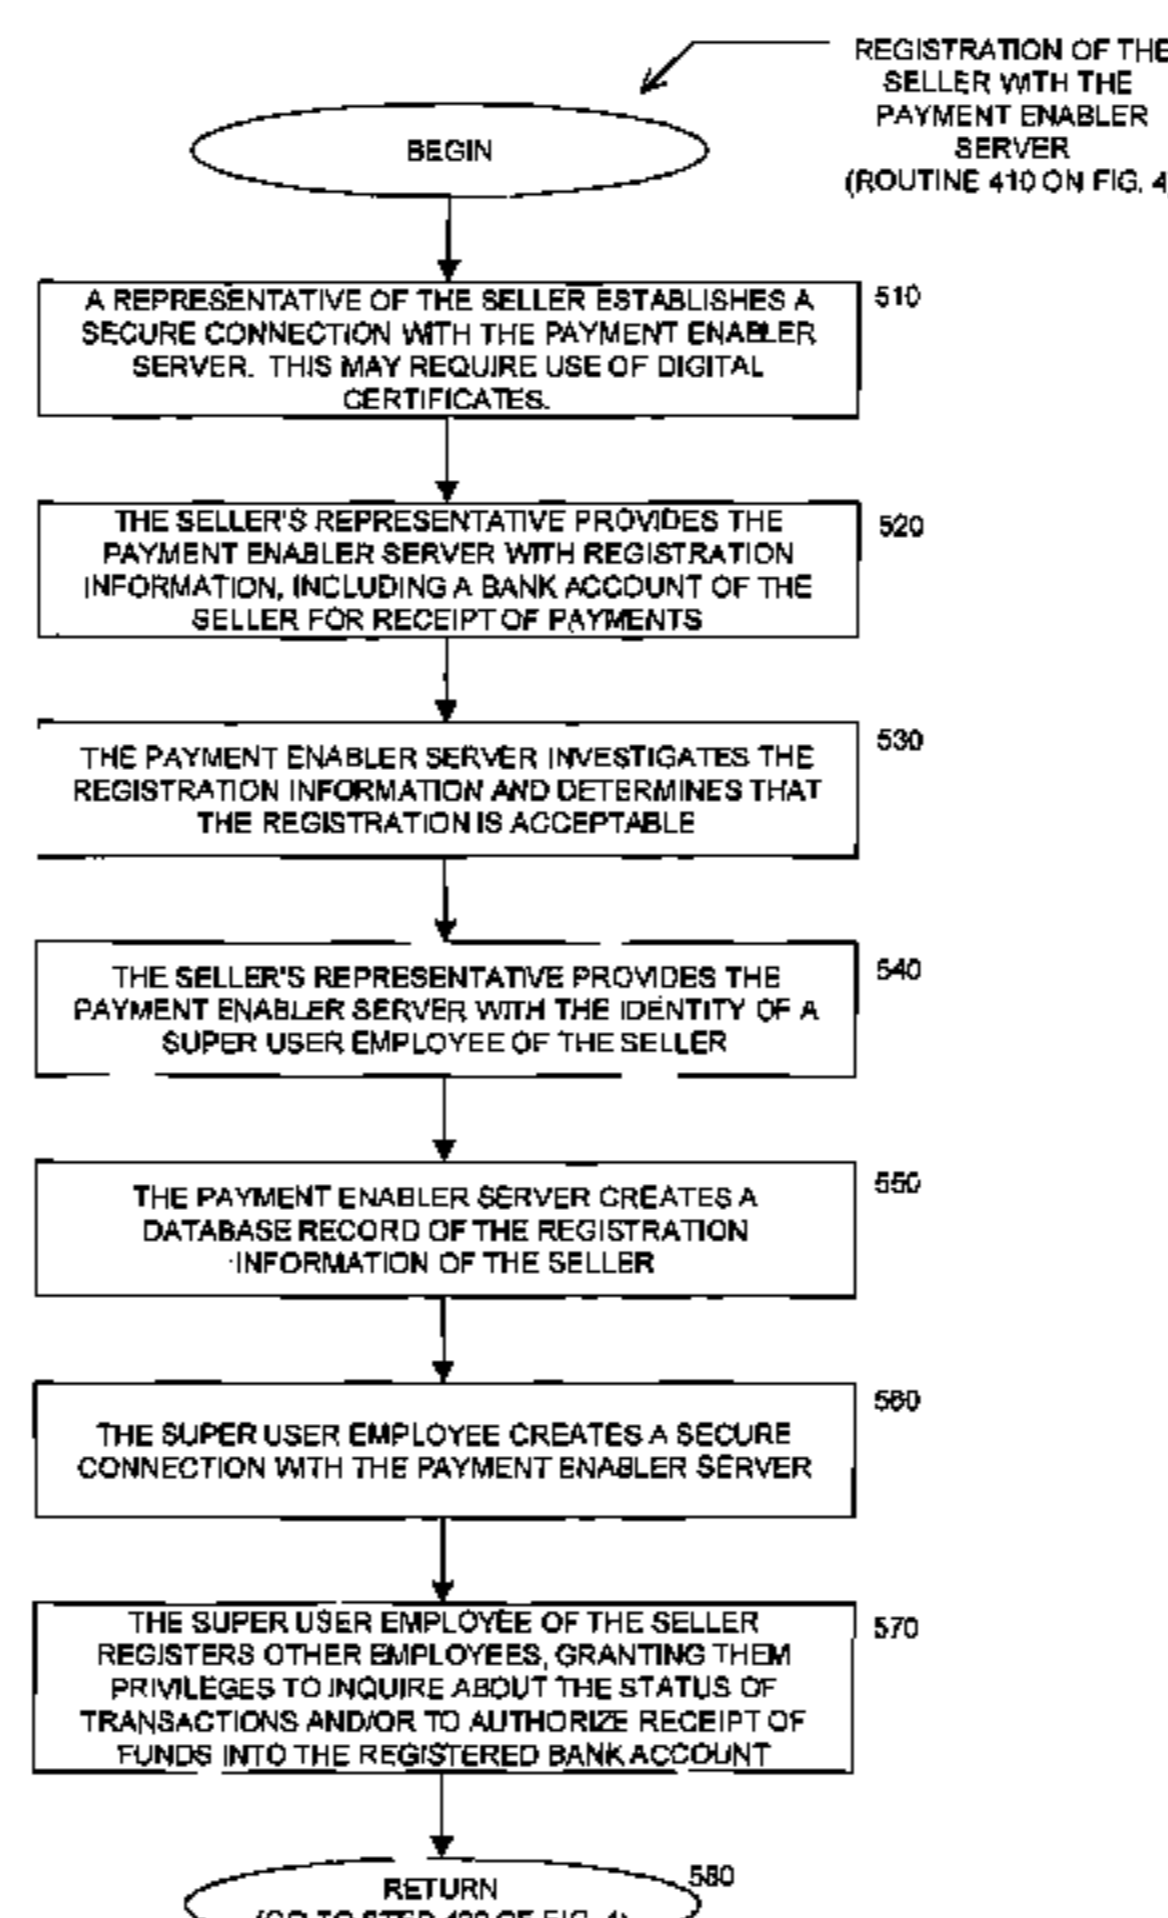 REGISTRATION OF THE
SELLER WITH THE
PAYMENT ENABLER
SERVER
(ROUTINE 410 ON FIG. 4)
BEGIN
A REPRESENTATIVE OF THE SELLER ESTABLISHES A
SECURE CONNECTION WITH THE PAYMENT ENABLER
SERVER. THIS MAY REQUIRE USE OF DIGITAL
CERTIFICATES.
510
THE SELLER'S REPRESENTATIVE PROVIDES THE
PAYMENT ENABLER SERVER WITH REGISTRATION
INFORMATION, INCLUDING A BANK ACCOUNT OF THE
SELLER FOR RECEIPT OF PAYMENTS
520
THE PAYMENT ENABLER SERVER INVESTIGATES THE
REGISTRATION INFORMATION AND DETERMINES THAT
THE REGISTRATION IS ACCEPTABLE
530
THE SELLER'S REPRESENTATIVE PROVIDES THE
PAYMENT ENABLER SERVER WITH THE IDENTITY OF A
SUPER USER EMPLOYEE OF THE SELLER
540
THE PAYMENT ENABLER SERVER CREATES A
DATABASE RECORD OF THE REGISTRATION
INFORMATION OF THE SELLER
550
THE SUPER USER EMPLOYEE CREATES A SECURE
CONNECTION WITH THE PAYMENT ENABLER SERVER
560
THE SUPER USER EMPLOYEE OF THE SELLER
REGISTERS OTHER EMPLOYEES, GRANTING THEM
PRIVILEGES TO INQUIRE ABOUT THE STATUS OF
TRANSACTIONS AND/OR TO AUTHORIZE RECEIPT OF
FUNDS INTO THE REGISTERED BANK ACCOUNT
570
RETURN
580